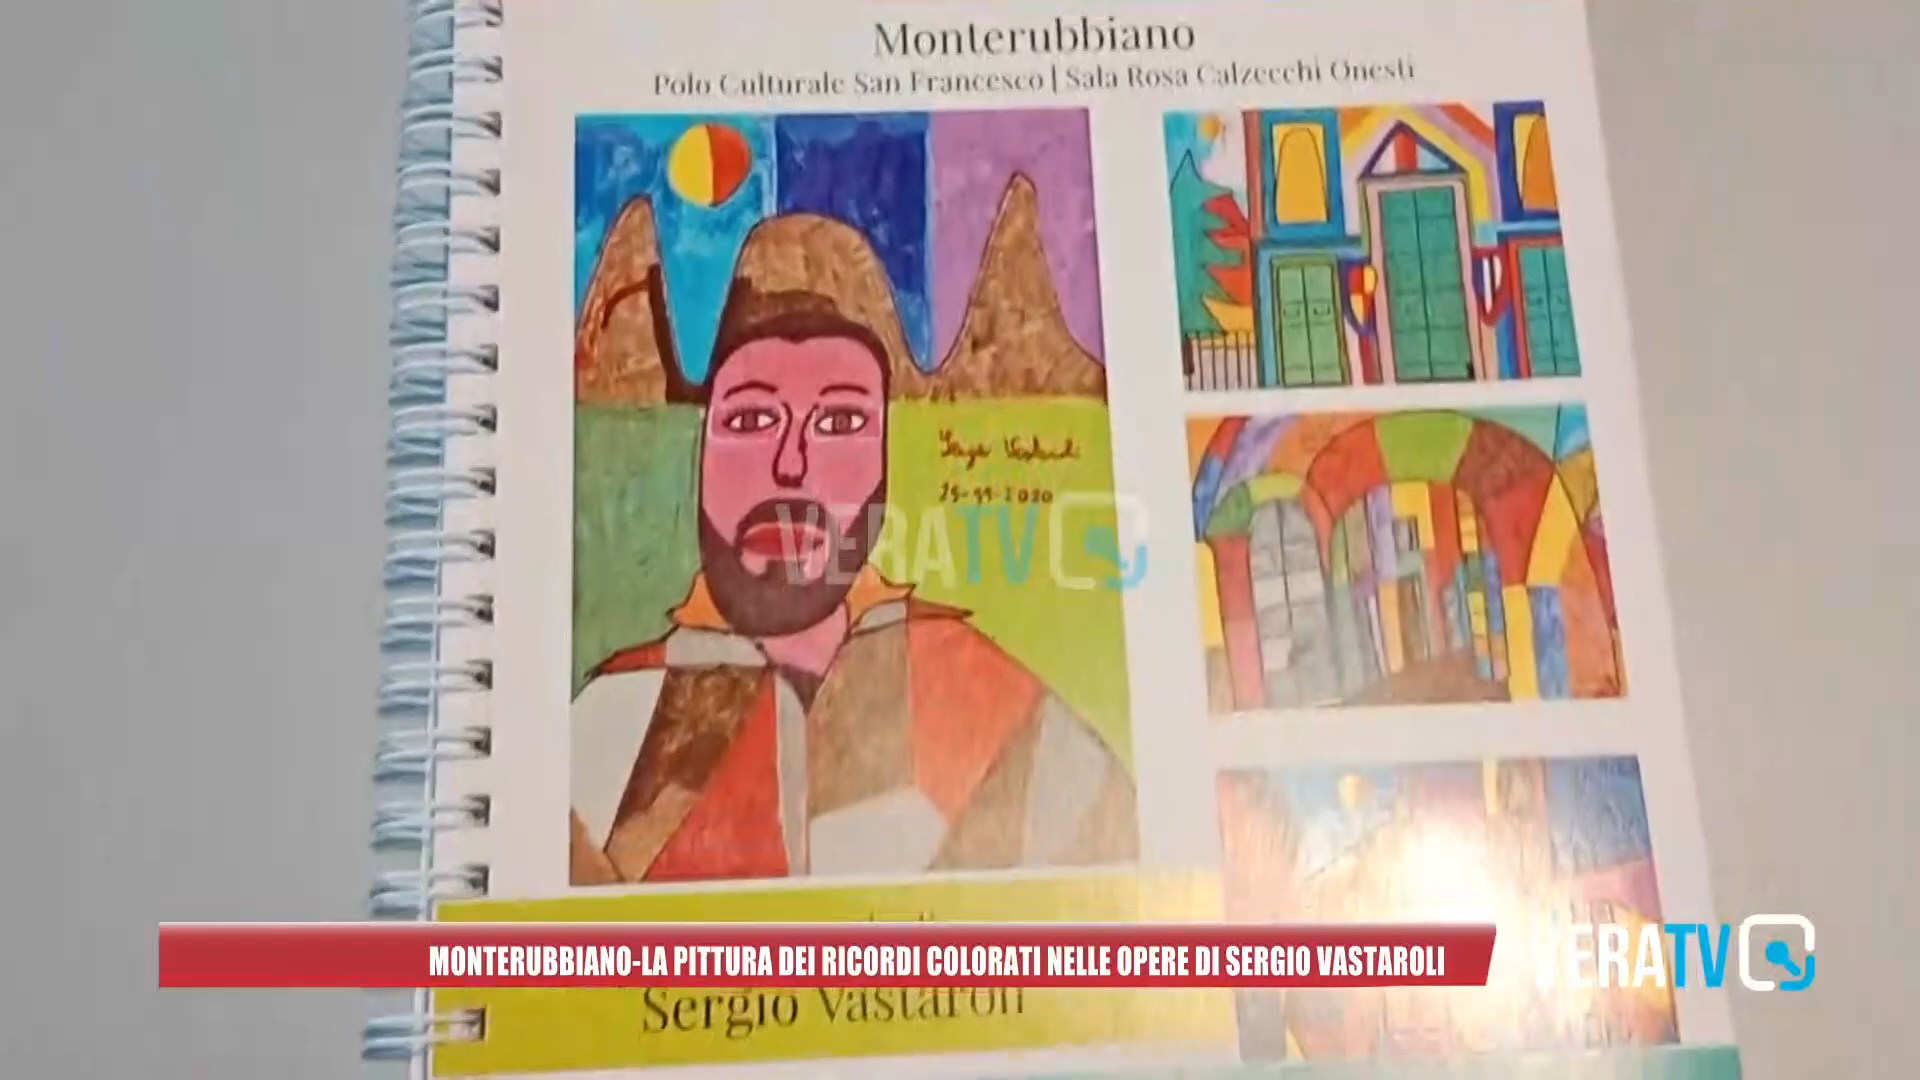 Monterubbiano
Polo Culturale San Francesco | Sala Rosa Calzecchi Onesti
25-11-2020
VERATV
MONTERUBBIANO-LA PITTURA DEI RICORDI COLORATI NELLE OPERE DI SERGIO VASTAROLI
VERATV
Sergio Vastaroli